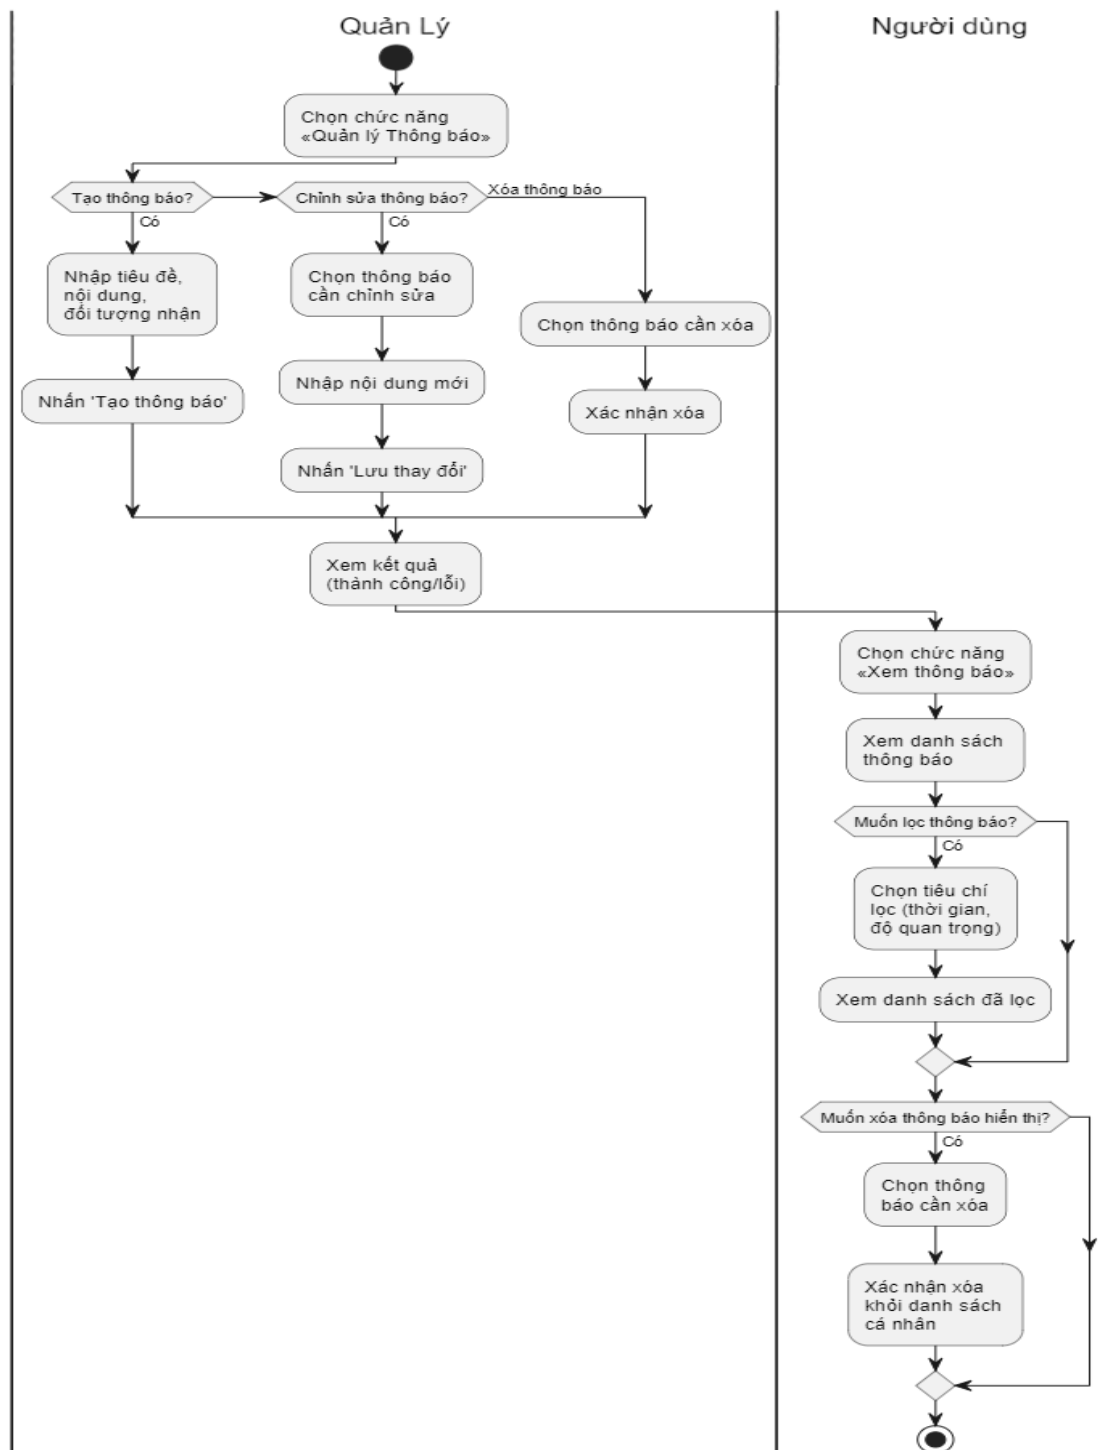 Quản Lý
Người dùng
Chọn chức năng
«Quản lý Thông báo»
Tạo thông báo?
Chỉnh sửa thông báo?
Xóa thông báo
Có
Có
Nhập tiêu đề,
nội dung,
đối tượng nhận
Chọn thông báo
cần chỉnh sửa
Chọn thông báo cần xóa
Nhấn 'Tạo thông báo'
Nhập nội dung mới
Xác nhận xóa
Nhấn 'Lưu thay đổi'
Xem kết quả
(thành công/lỗi)
Chọn chức năng
«Xem thông báo»
Xem danh sách
thông báo
Muốn lọc thông báo?
Có
Chọn tiêu chí
lọc (thời gian,
độ quan trọng)
Xem danh sách đã lọc
Muốn xóa thông báo hiển thị?
Có
Chọn thông
báo cần xóa
Xác nhận xóa
khỏi danh sách
cá nhân